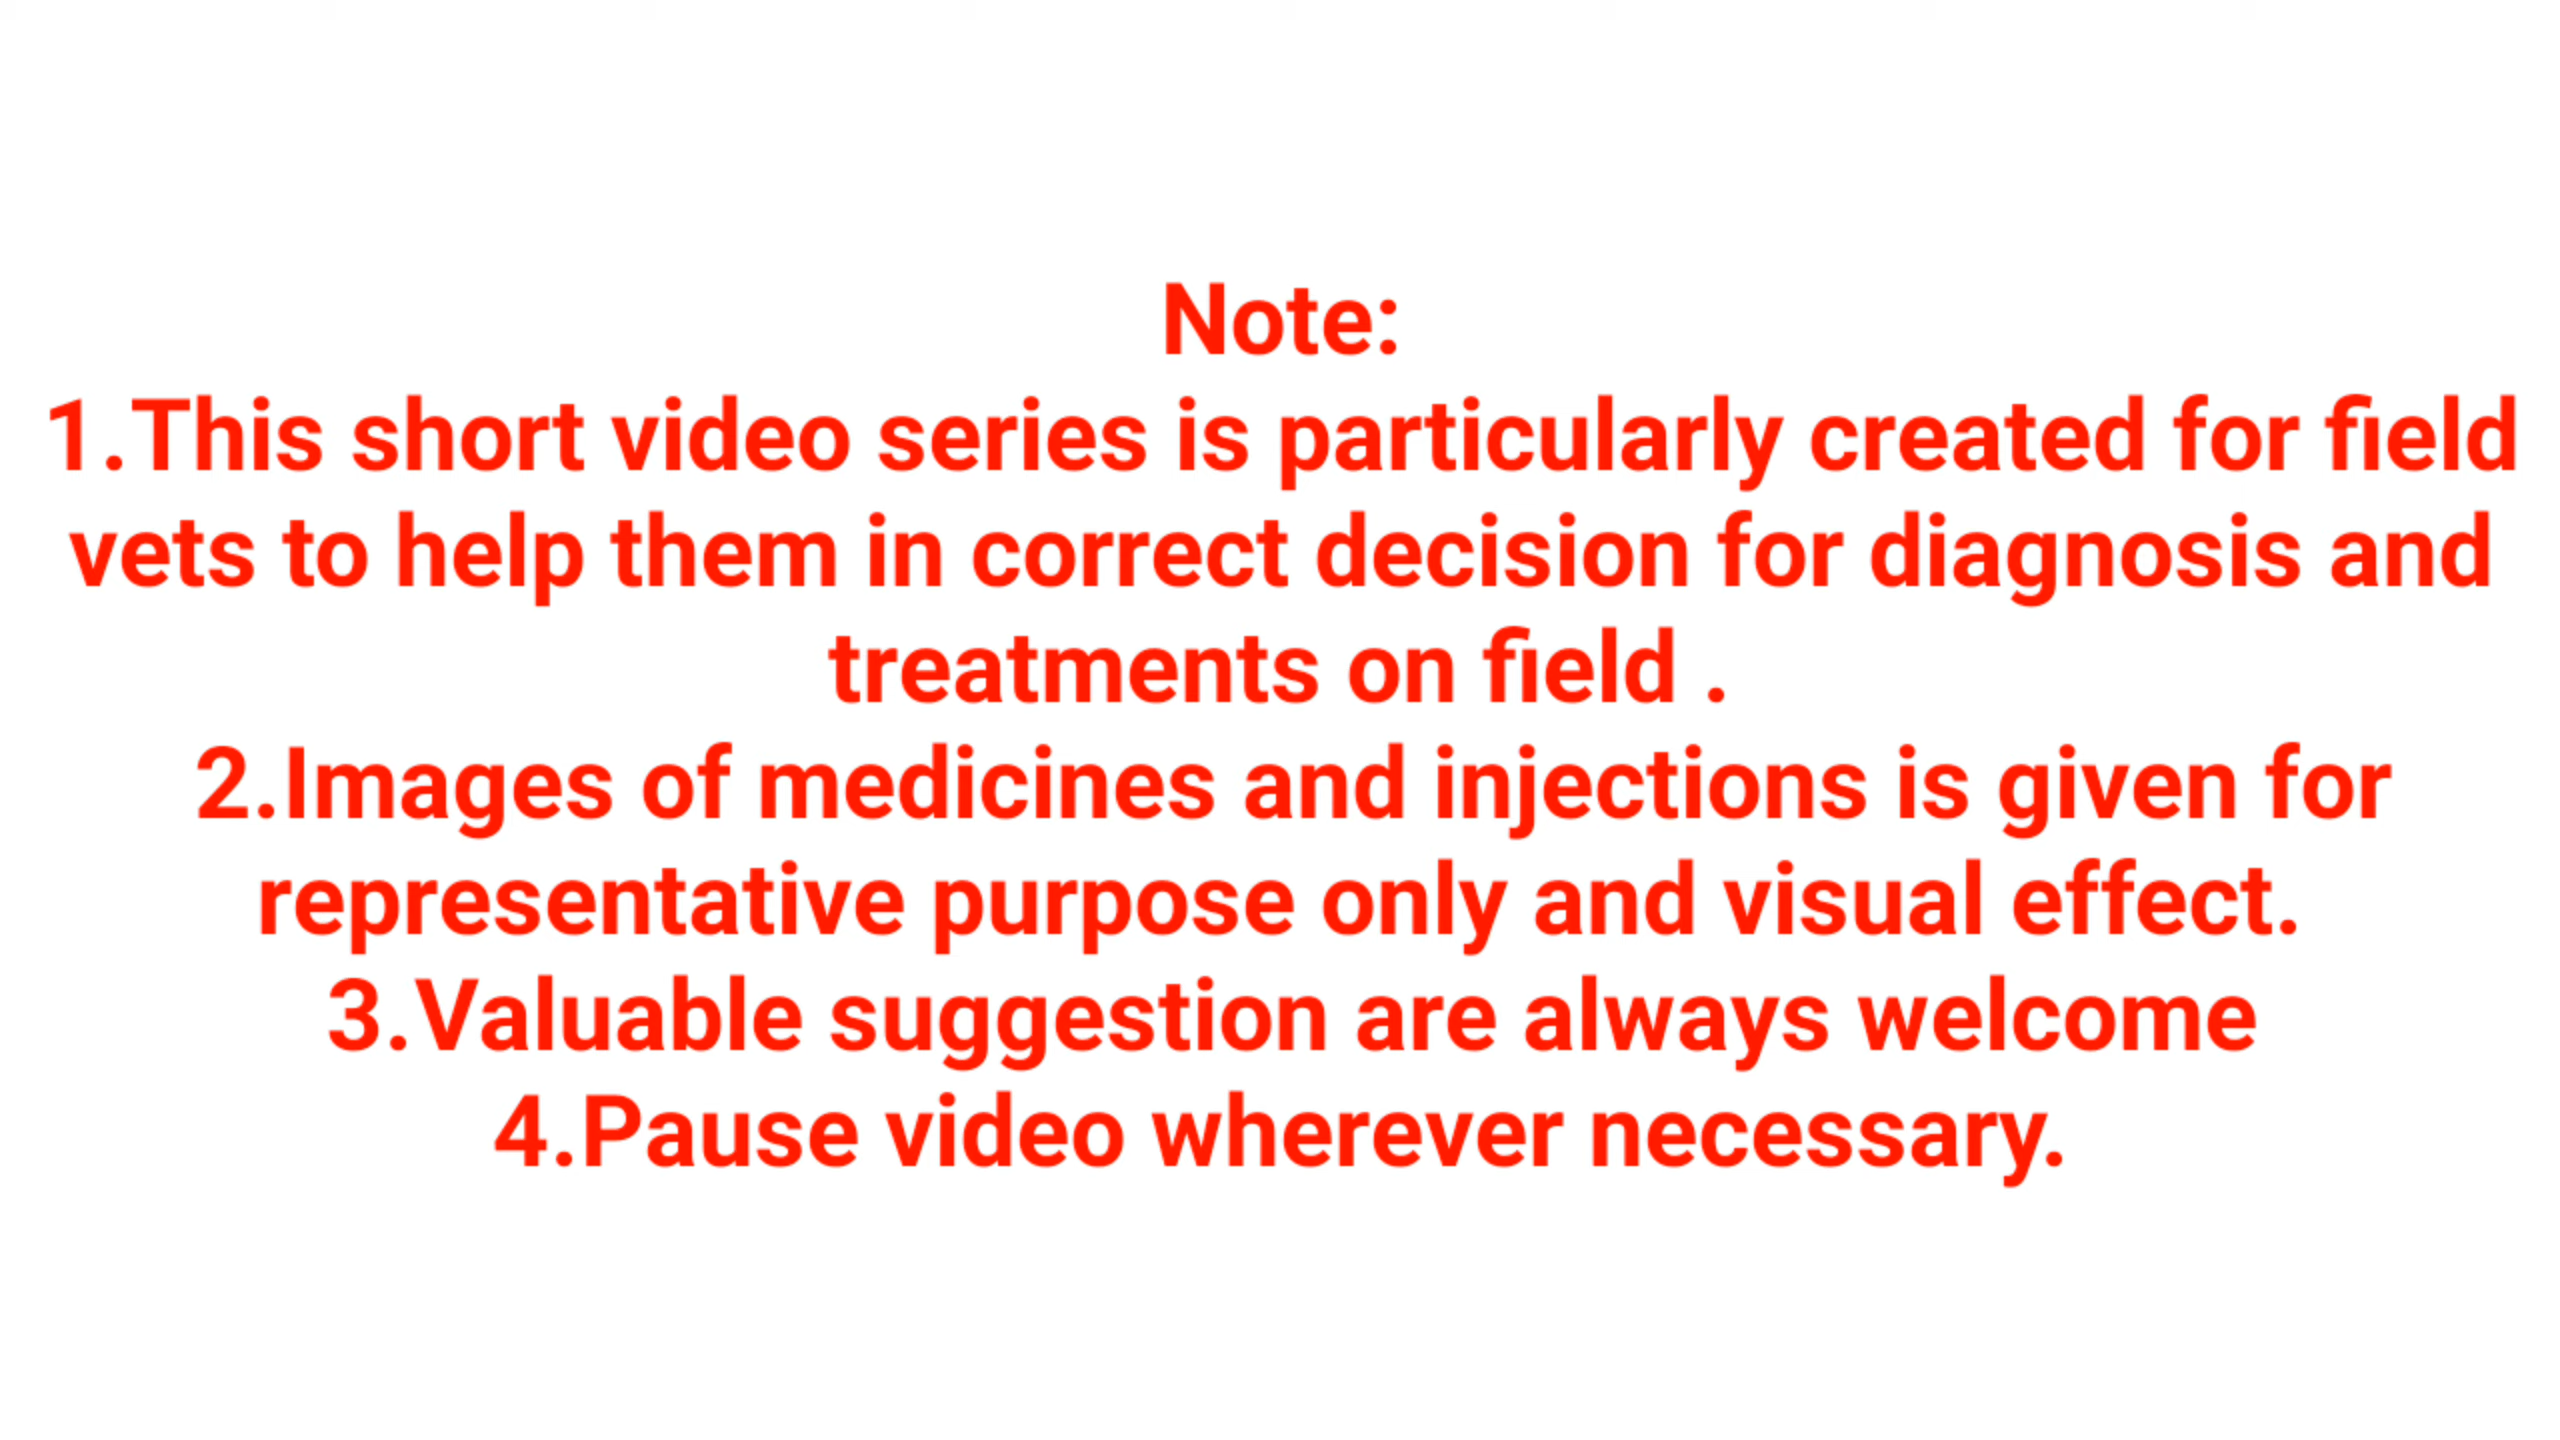 Note:
1.This short video series is particularly created for field
vets to help them in correct decision for diagnosis and
treatments on field .
2.Images of medicines and injections is given for
representative purpose only and visual effect.
3.Valuable suggestion are always welcome
4.Pause video wherever necessary.